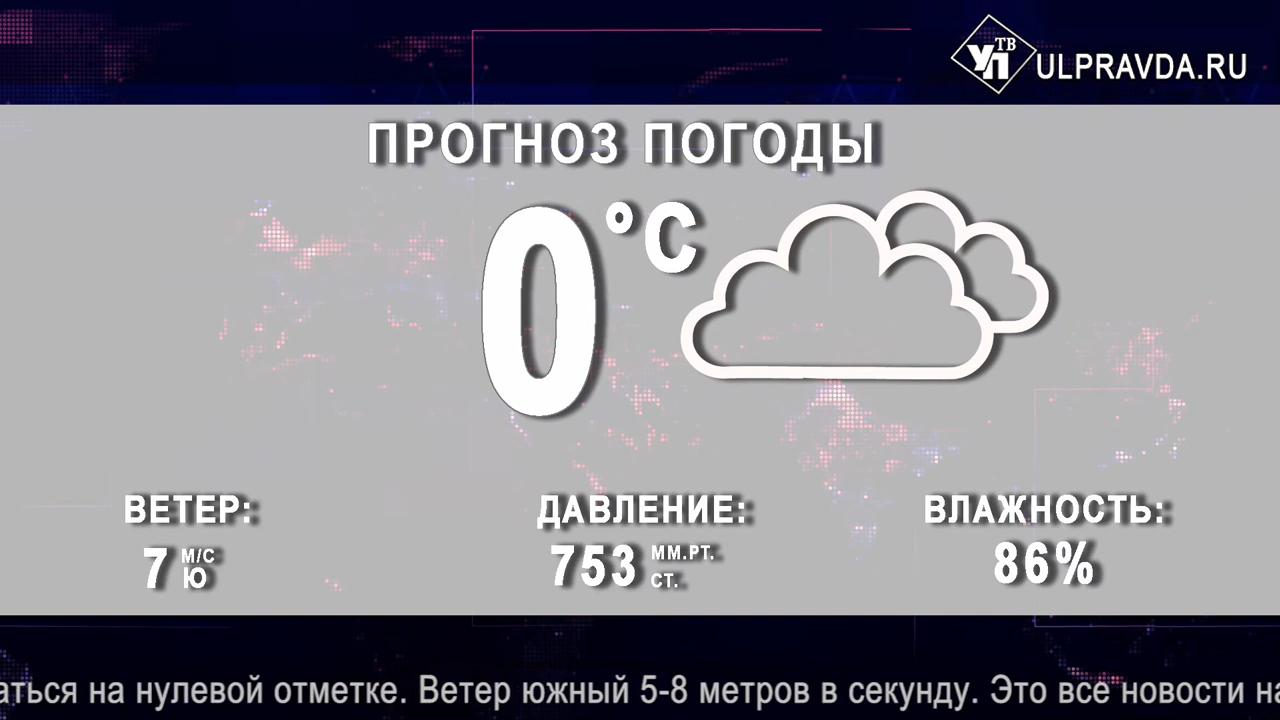 ТВ
УП
ULPRAVDA.RU
ПРОГНОЗ ПОГОДЫ
0 °C
ВЕТЕР:
7 М/С
Ю
ДАВЛЕНИЕ:
753 ММ.РТ.
СТ.
ВЛАЖНОСТЬ:
86%
аться на нулевой отметке. Ветер южный 5-8 метров в секунду. Это все новости на